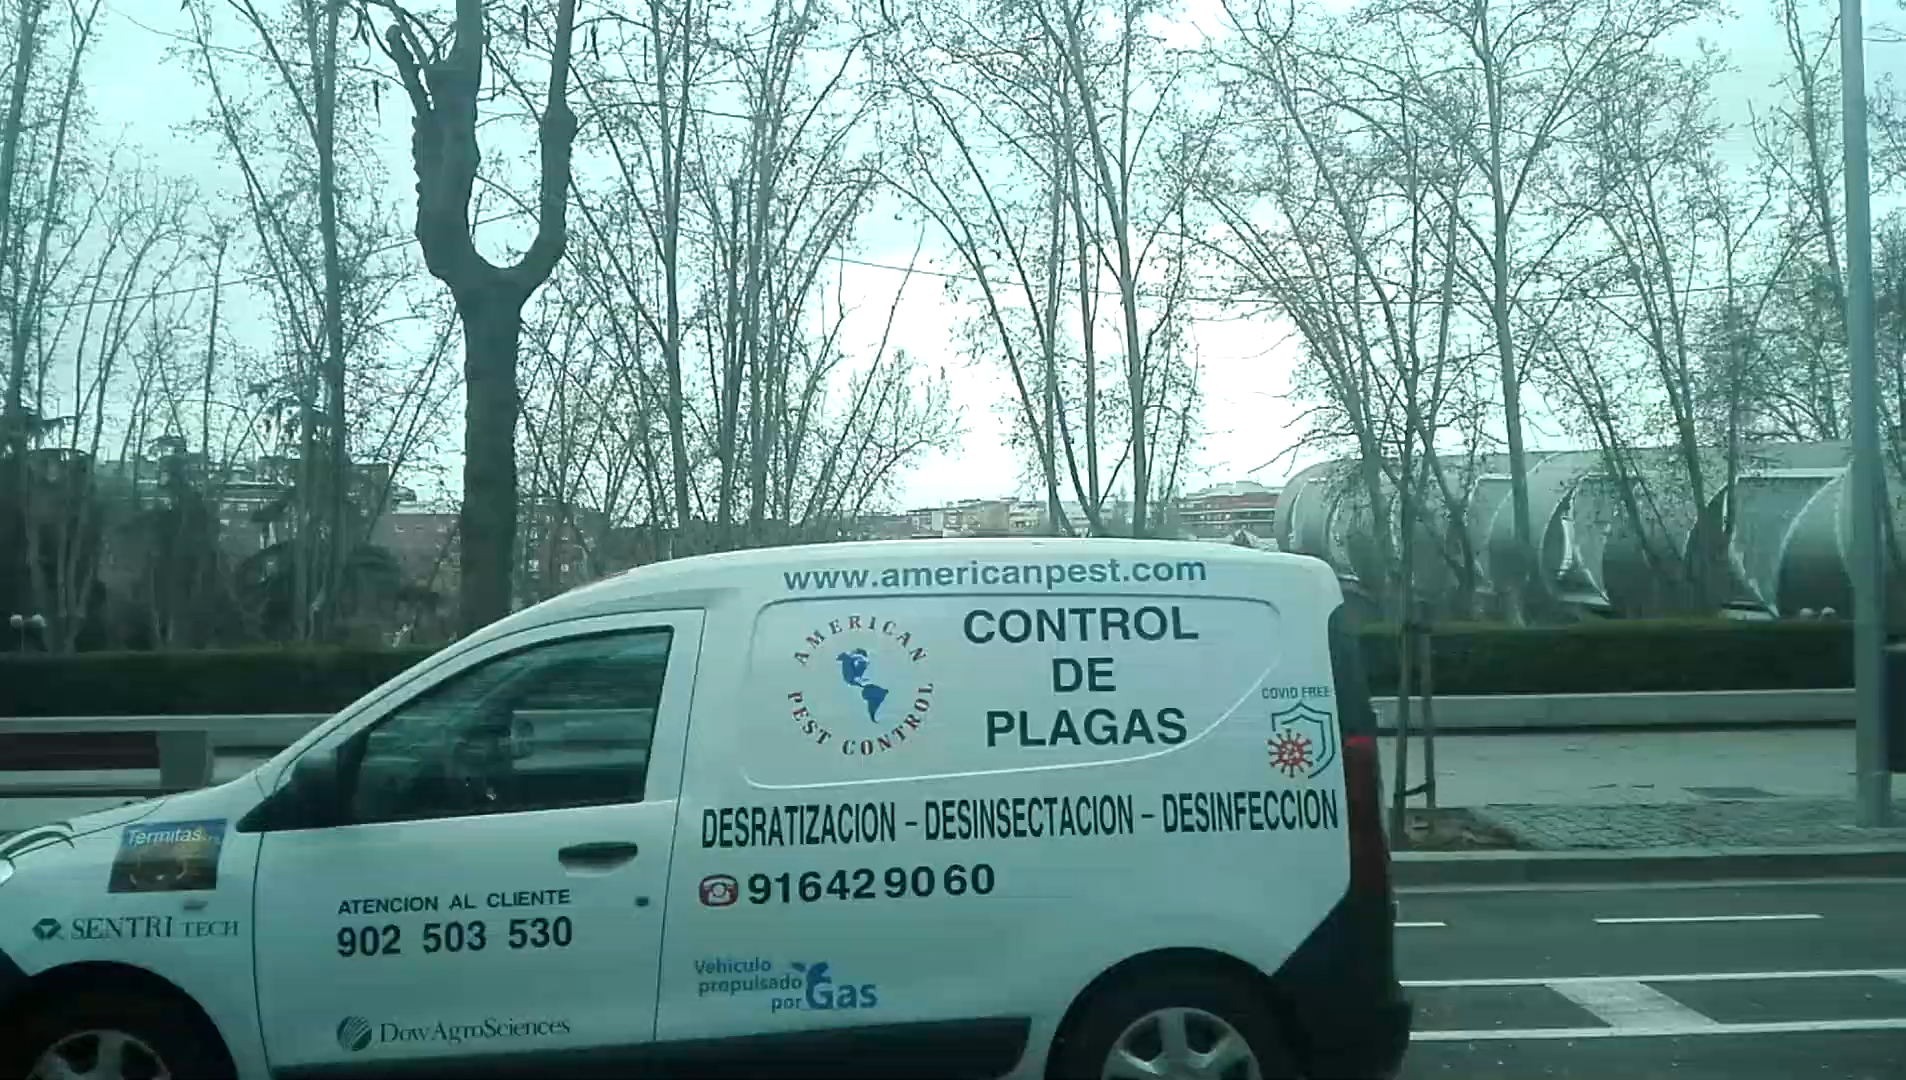 www.americanpest.com
AMERICAN
PEST CONTROL
CONTROL
DE
PLAGAS
COVID FREE
DESRATIZACION - DESINSECTACION - DESINFECCION
916429060
Termitas
SENTRI TECH
ATENCION AL CLIENTE
902 503 530
Vehiculo
propulsado
por Gas
DowAgroSciences